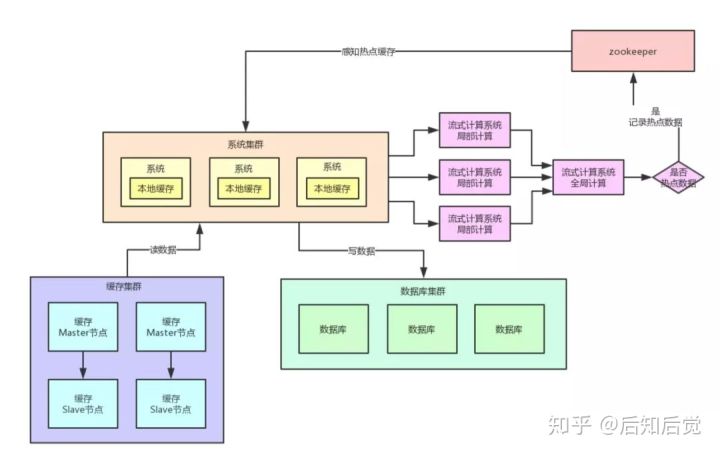 zookeeper
感知热点缓存
是
记录热点数据
系统集群
系统
本地缓存
系统
本地缓存
系统
本地缓存
流式计算系统
局部计算
流式计算系统
局部计算
流式计算系统
局部计算
流式计算系统
全局计算
是否
热点数据
读数据
写数据
缓存集群
缓存
Master节点
缓存
Master节点
缓存
Slave节点
缓存
Slave节点
数据库集群
数据库
数据库
数据库
知乎 @后知后觉